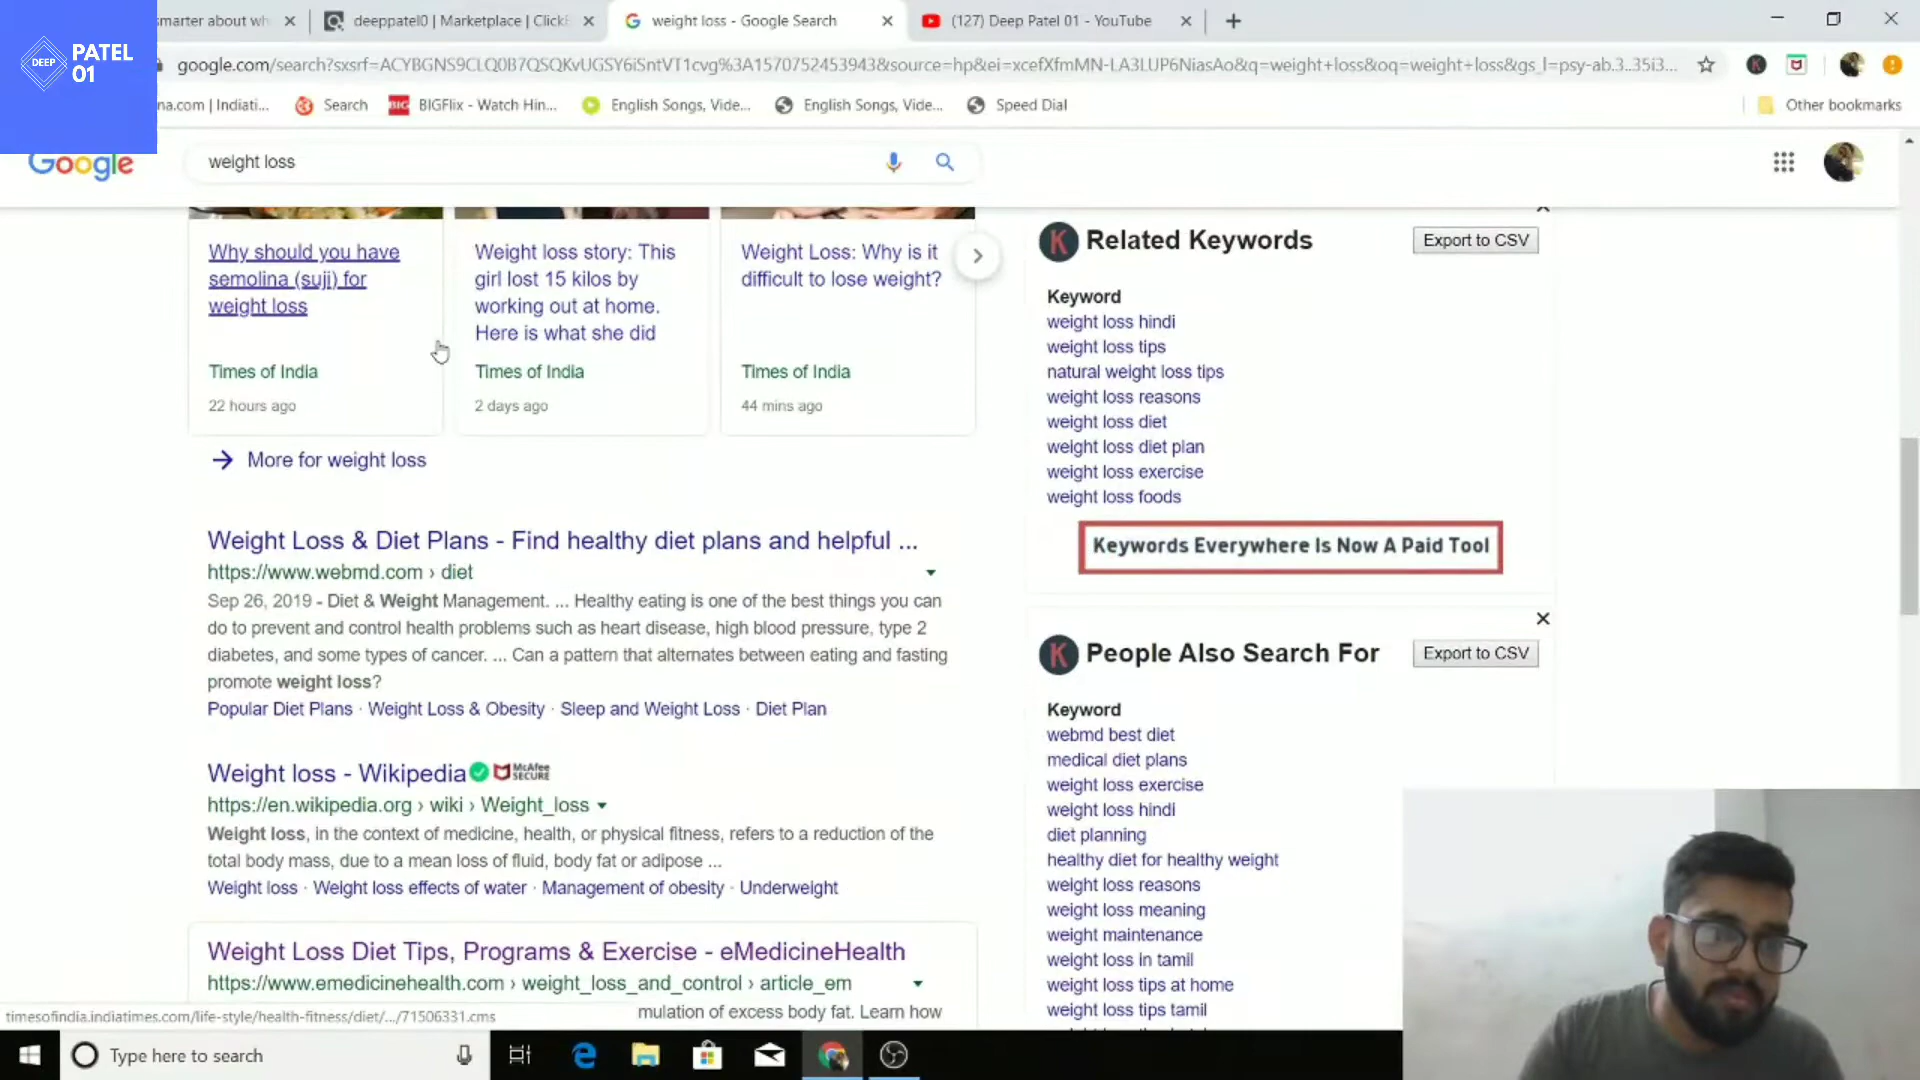 smarter about wh
deeppatel0 | Marketplace | Click
weight loss - Google Search
(127) Deep Patel 01 - YouTube
DEEP
PATEL
01
google.com/search?sxsrf=ACYBGNS9CLQ0B7QSQKvUGSY6iSntVT1cvg%3A1570752453943&source=hp&ei=xcefXfmMN-LA3LUP6NiasAo&q=weight+loss&oq=weight+loss&gs_l=psy-ab.3..35i3...
na.com | Indiati...
Search
BIG
BIGFlix - Watch Hin...
English Songs, Vide...
English Songs, Vide...
Speed Dial
Other bookmarks
Google
weight loss
Why should you have
semolina (suji) for
weight loss
Times of India
22 hours ago
Weight loss story: This
girl lost 15 kilos by
working out at home.
Here is what she did
Times of India
2 days ago
Weight Loss: Why is it
difficult to lose weight?
Times of India
44 mins ago
More for weight loss
Weight Loss & Diet Plans - Find healthy diet plans and helpful ...
https://www.webmd.com › diet
Sep 26, 2019 - Diet & Weight Management. ... Healthy eating is one of the best things you can
do to prevent and control health problems such as heart disease, high blood pressure, type 2
diabetes, and some types of cancer. ... Can a pattern that alternates between eating and fasting
promote weight loss?
Popular Diet Plans · Weight Loss & Obesity · Sleep and Weight Loss · Diet Plan
Weight loss - Wikipedia
McAfee
SECURE
https://en.wikipedia.org › wiki › Weight_loss
Weight loss, in the context of medicine, health, or physical fitness, refers to a reduction of the
total body mass, due to a mean loss of fluid, body fat or adipose ...
Weight loss · Weight loss effects of water · Management of obesity · Underweight
Weight Loss Diet Tips, Programs & Exercise - eMedicineHealth
https://www.emedicinehealth.com › weight_loss_and_control › article_em
mulation of excess body fat. Learn how
timesofindia.indiatimes.com/life-style/health-fitness/diet/.../71506331.cms
K
Related Keywords
Export to CSV
Keyword
weight loss hindi
weight loss tips
natural weight loss tips
weight loss reasons
weight loss diet
weight loss diet plan
weight loss exercise
weight loss foods
Keywords Everywhere Is Now A Paid Tool
K
People Also Search For
Export to CSV
Keyword
webmd best diet
medical diet plans
weight loss exercise
weight loss hindi
diet planning
healthy diet for healthy weight
weight loss reasons
weight loss meaning
weight maintenance
weight loss in tamil
weight loss tips at home
weight loss tips tamil
Type here to search